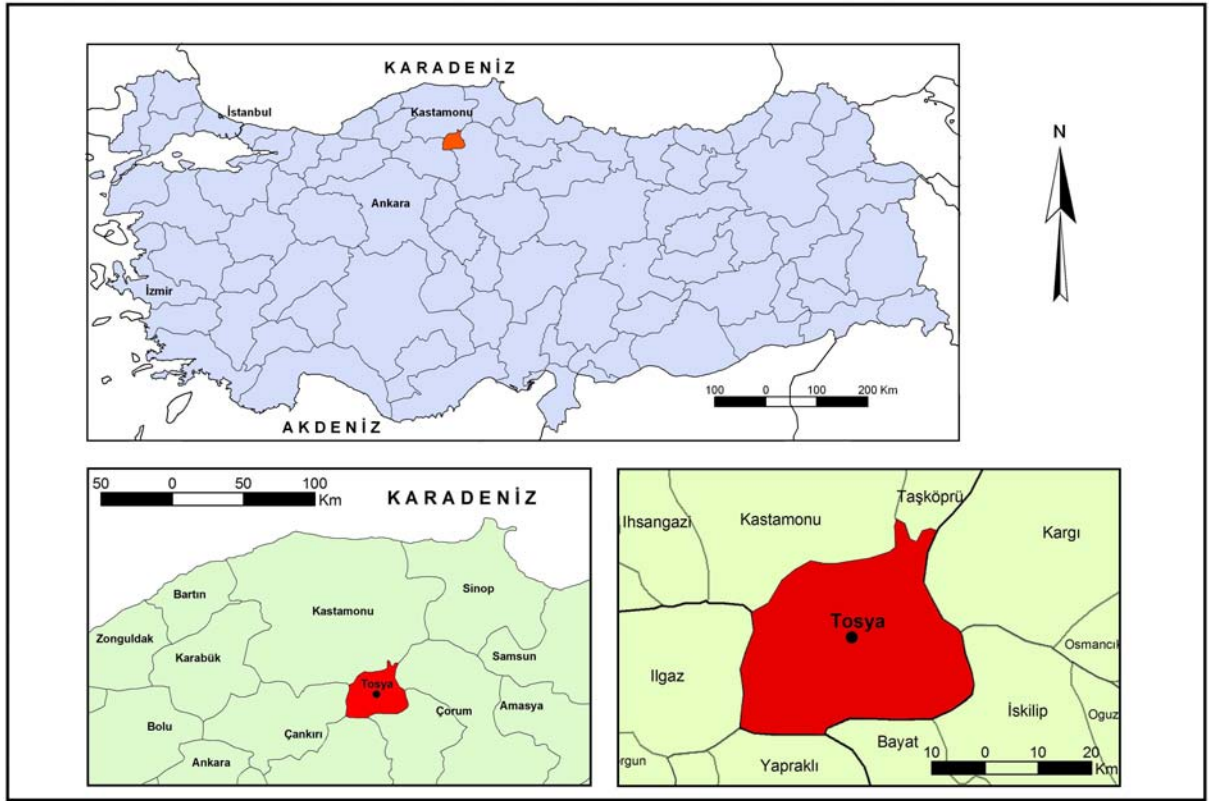 KARADENİZ
İstanbul
Kastamonu
Ankara
İzmir
AKDENİZ
100 0 100 200 Km
N
50 0 50 100
Km
KARADENİZ
Sinop
Bartın
Kastamonu
Zonguldak
Karabük
Samsun
Tosya
Amasya
Çorum
Bolu
Çankırı
Ankara
Taşköprü
Ihsangazi
Kastamonu
Kargı
Tosya
Osmancık
Ilgaz
İskilip
Oguz
Bayat
orgun
Yapraklı
10 0 10 20
Km